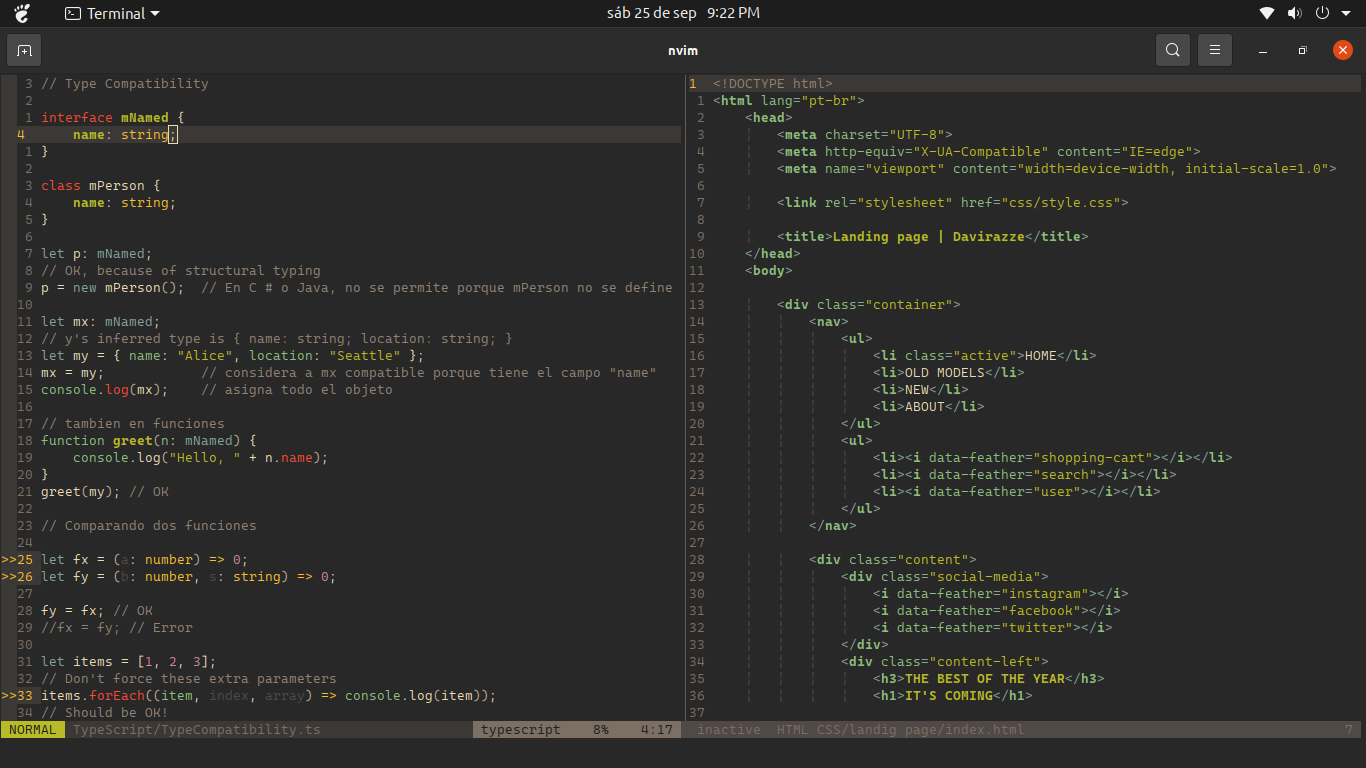 Terminal
sáb 25 de sep 9:22 PM
nvim
3 // Type Compatibility
2
1 interface mNamed {
4 name: string;
1 }
2
3 class mPerson {
4 name: string;
5 }
6
7 let p: mNamed;
8 // OK, because of structural typing
9 p = new mPerson(); // En C # o Java, no se permite porque mPerson no se define
10
11 let mx: mNamed;
12 // y's inferred type is { name: string; location: string; }
13 let my = { name: "Alice", location: "Seattle" };
14 mx = my; // considera a mx compatible porque tiene el campo "name"
15 console.log(mx); // asigna todo el objeto
16
17 // tambien en funciones
18 function greet(n: mNamed) {
19 console.log("Hello, " + n.name);
20 }
21 greet(my); // OK
22
23 // Comparando dos funciones
24
>>25 let fx = (a: number) => 0;
>>26 let fy = (b: number, s: string) => 0;
27
28 fy = fx; // OK
29 //fx = fy; // Error
30
31 let items = [1, 2, 3];
32 // Don't force these extra parameters
>>33 items.forEach((item, index, array) => console.log(item));
34 // Should be OK!
NORMAL TypeScript/TypeCompatibility.ts typescript 8% 4:17
1 <!DOCTYPE html>
1 <html lang="pt-br">
2 <head>
3 <meta charset="UTF-8">
4 <meta http-equiv="X-UA-Compatible" content="IE=edge">
5 <meta name="viewport" content="width=device-width, initial-scale=1.0">
6
7 <link rel="stylesheet" href="css/style.css">
8
9 <title>Landing page | Davirazze</title>
10 </head>
11 <body>
12
13 <div class="container">
14 <nav>
15 <ul>
16 <li class="active">HOME</li>
17 <li>OLD MODELS</li>
18 <li>NEW</li>
19 <li>ABOUT</li>
20 </ul>
21 <ul>
22 <li><i data-feather="shopping-cart"></i></li>
23 <li><i data-feather="search"></i></li>
24 <li><i data-feather="user"></i></li>
25 </ul>
26 </nav>
27
28 <div class="content">
29 <div class="social-media">
30 <i data-feather="instagram"></i>
31 <i data-feather="facebook"></i>
32 <i data-feather="twitter"></i>
33 </div>
34 <div class="content-left">
35 <h3>THE BEST OF THE YEAR</h3>
36 <h1>IT'S COMING</h1>
37
inactive HTML CSS/landig page/index.html 7